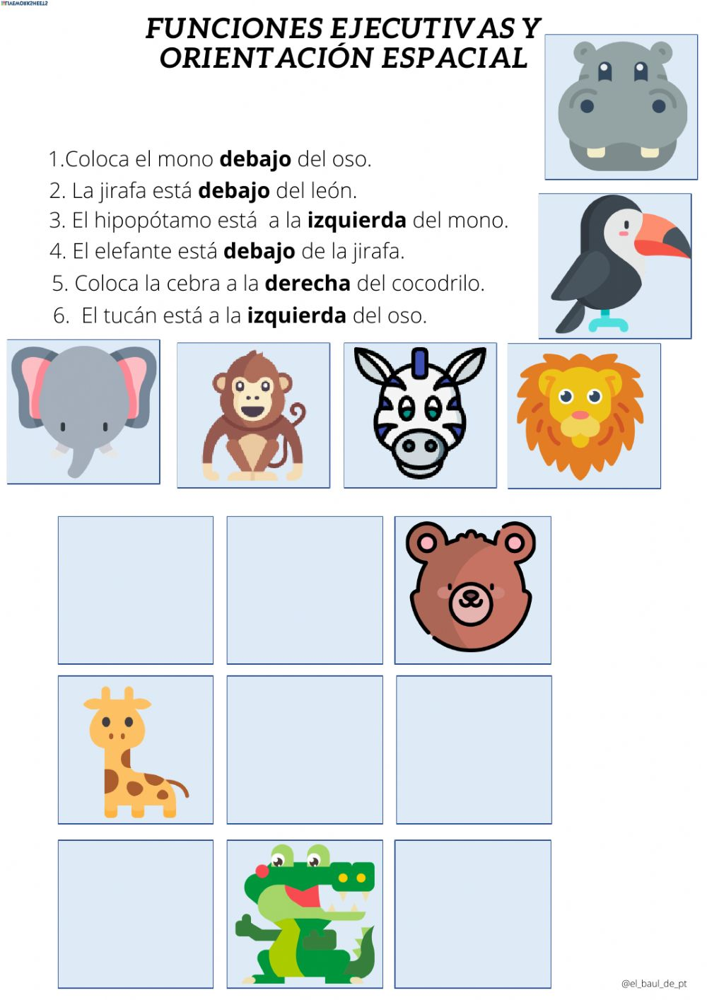 LIVEWORKSHEETS
FUNCIONES EJECUTIVAS Y
ORIENTACIÓN ESPACIAL
1.Coloca el mono debajo del oso.
2. La jirafa está debajo del león.
3. El hipopótamo está a la izquierda del mono.
4. El elefante está debajo de la jirafa.
5. Coloca la cebra a la derecha del cocodrilo.
6. El tucán está a la izquierda del oso.
@el_baul_de_pt